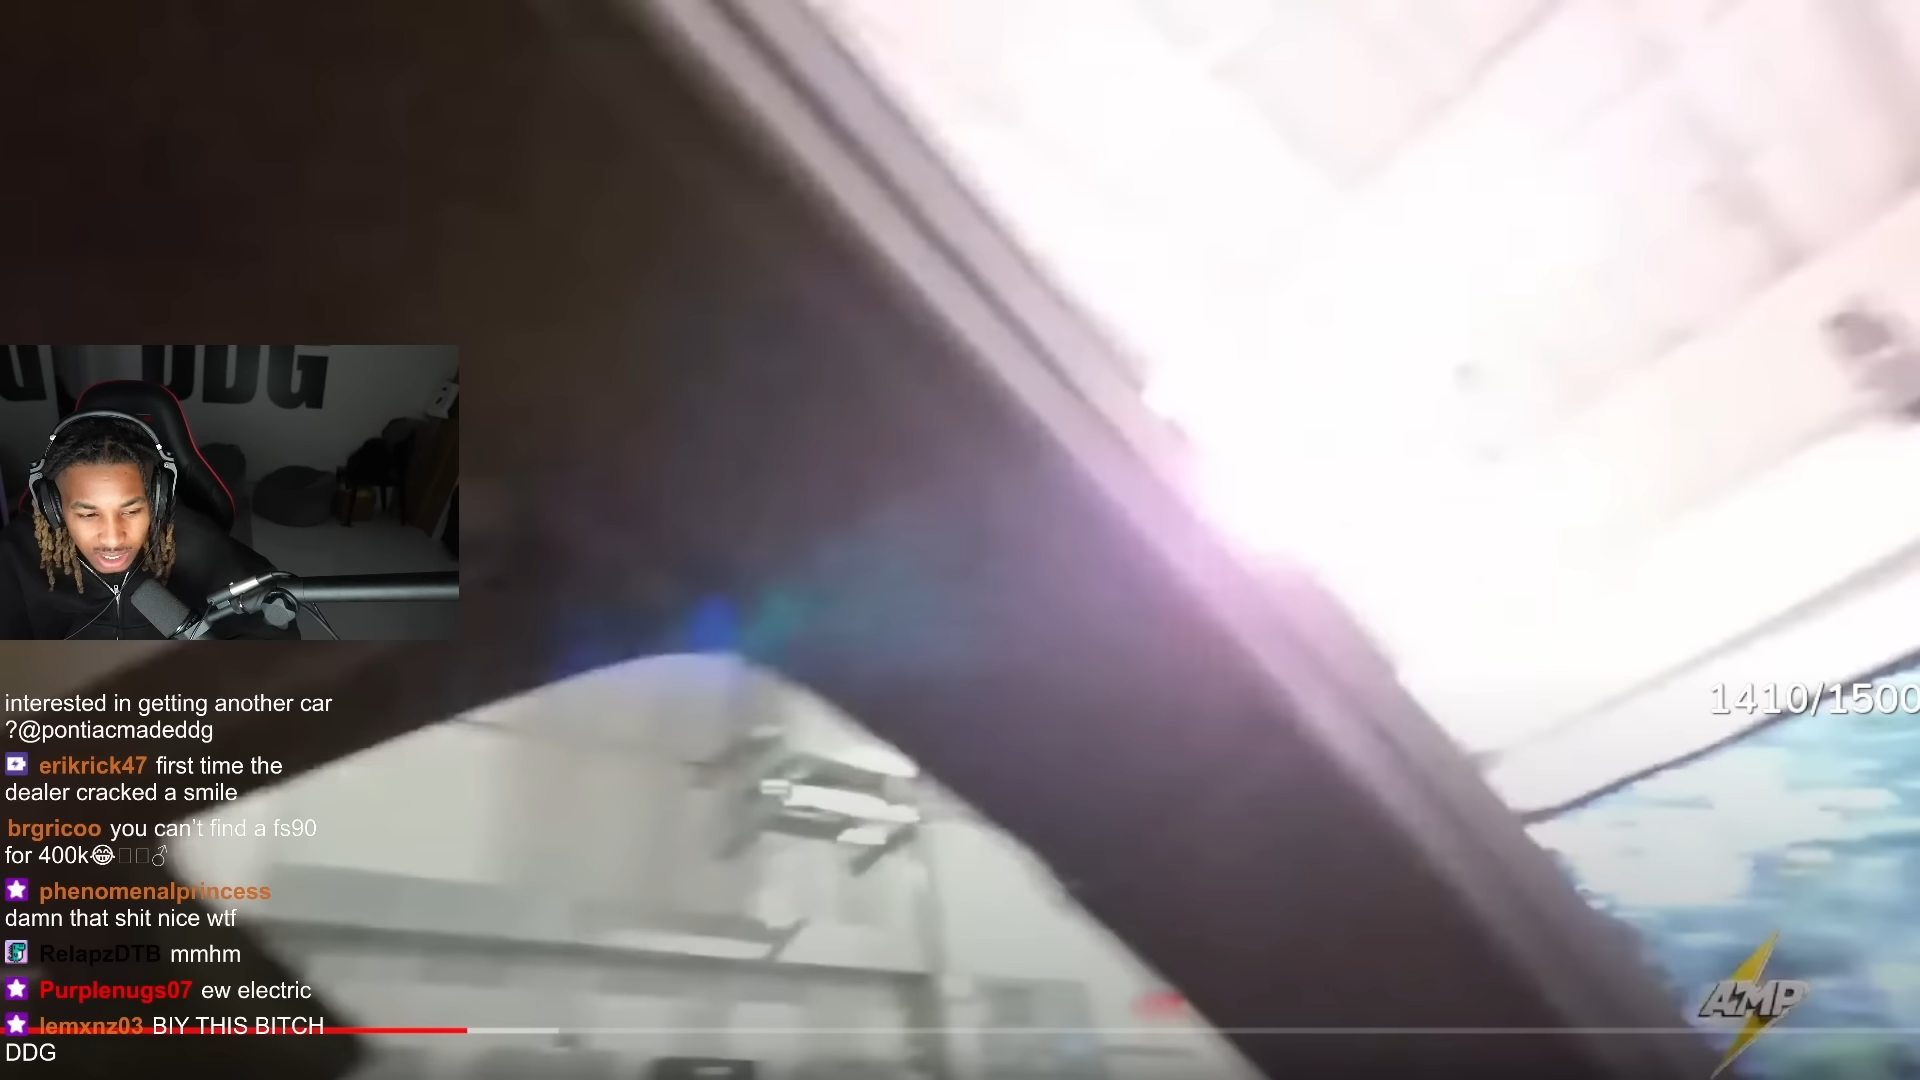 DDG
interested in getting another car
?@pontiacmadeddg
erikrick47 first time the
dealer cracked a smile
brgricoo you can't find a fs90
for 400k😂□□♂
phenomenalprincess
damn that shit nice wtf
RelapzDTB mmhm
Purplenugs07 ew electric
lemxnz03 BIY THIS BITCH
DDG
1410/1500
AMP